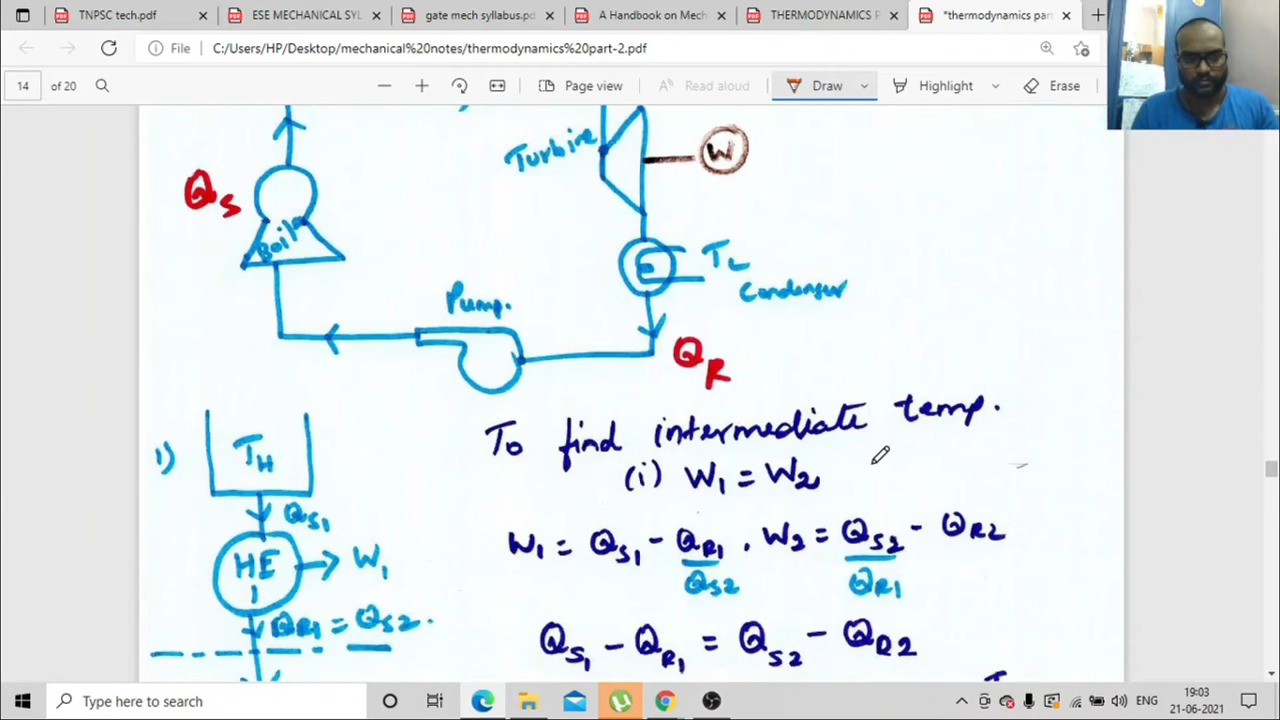 TNPSC tech.pdf
ESE MECHANICAL SYL
gate mech syllabus.pd
A Handbook on Mech
THERMODYNAMICS P
*thermodynamics par
File
C:/Users/HP/Desktop/mechanical%20notes/thermodynamics%20part-2.pdf
14 of 20
Page view
Read aloud
Draw
Highlight
Erase
Turbine
W
QS
Boiler
TL
Condenser
Pump.
QR
To find intermediate temp.
1) TH
(i) W1 = W2
QS1
W1 = QS1 - QR1 . W2 = QS2 - QR2
HE 1
W1
QS2
QR1
QR1 = QS2.
QS1 - QR1 = QS2 - QR2
Type here to search
ENG
19:03
21-06-2021